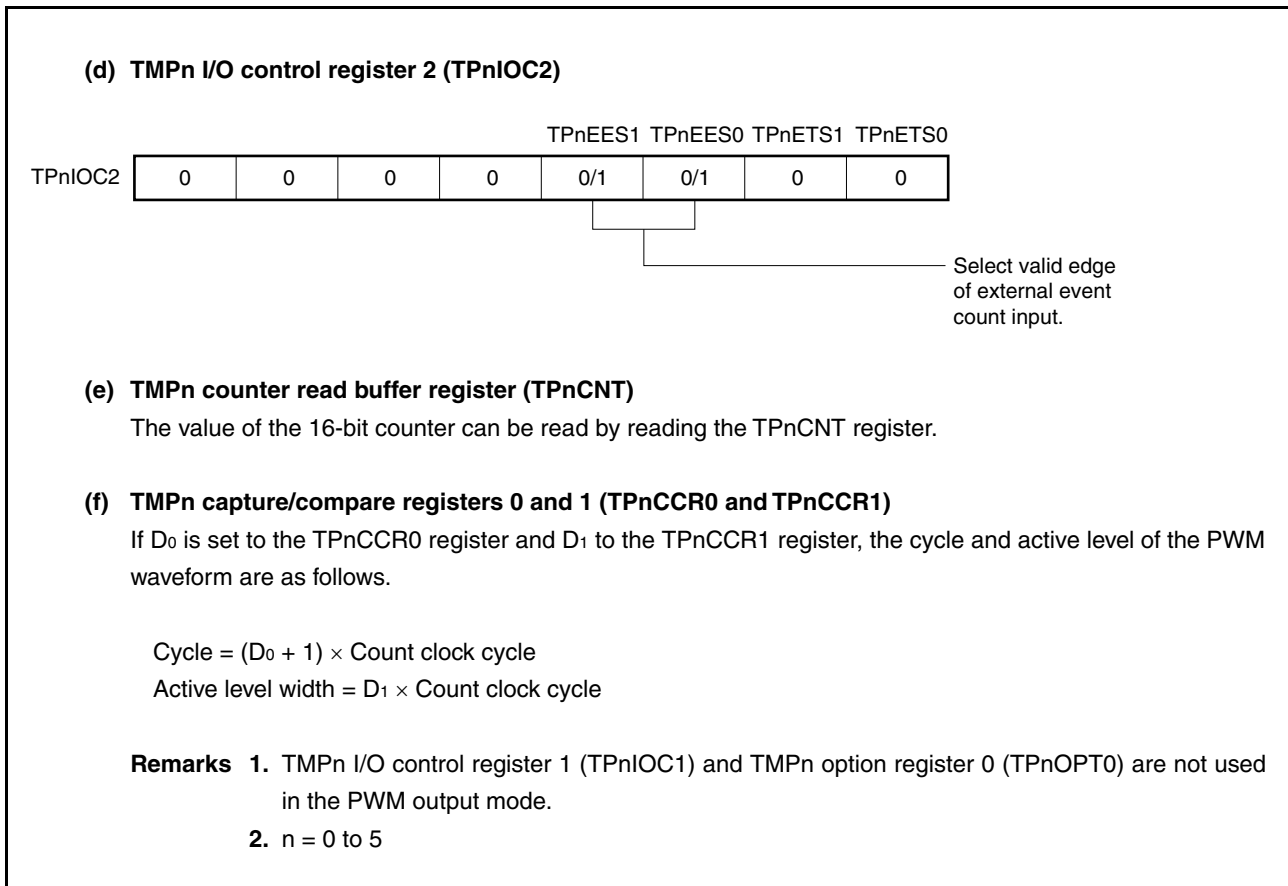 (d) TMPn I/O control register 2 (TPnIOC2)
TPnEES1 TPnEES0 TPnETS1 TPnETS0
TPnIOC2 0 0 0 0 0/1 0/1 0 0
Select valid edge
of external event
count input.
(e) TMPn counter read buffer register (TPnCNT)
The value of the 16-bit counter can be read by reading the TPnCNT register.
(f) TMPn capture/compare registers 0 and 1 (TPnCCR0 and TPnCCR1)
If D0 is set to the TPnCCR0 register and D1 to the TPnCCR1 register, the cycle and active level of the PWM
waveform are as follows.
Cycle = (D0 + 1) × Count clock cycle
Active level width = D1 × Count clock cycle
Remarks 1. TMPn I/O control register 1 (TPnIOC1) and TMPn option register 0 (TPnOPT0) are not used
in the PWM output mode.
2. n = 0 to 5